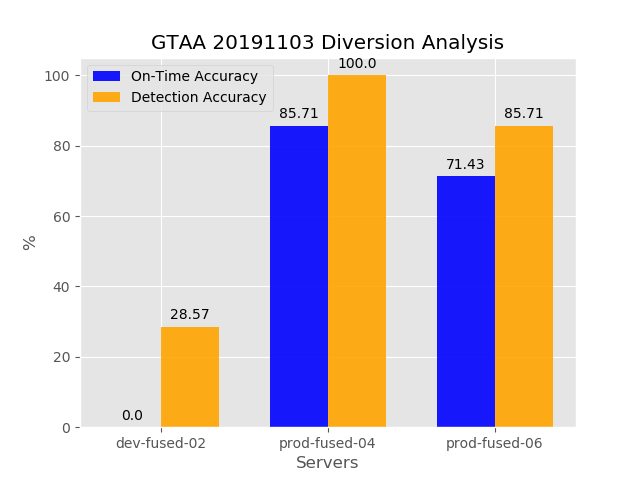 GTAA 20191103 Diversion Analysis
On-Time Accuracy
Detection Accuracy
%
100
80
60
40
20
0
0.0
28.57
85.71
100.0
71.43
85.71
dev-fused-02
prod-fused-04
prod-fused-06
Servers